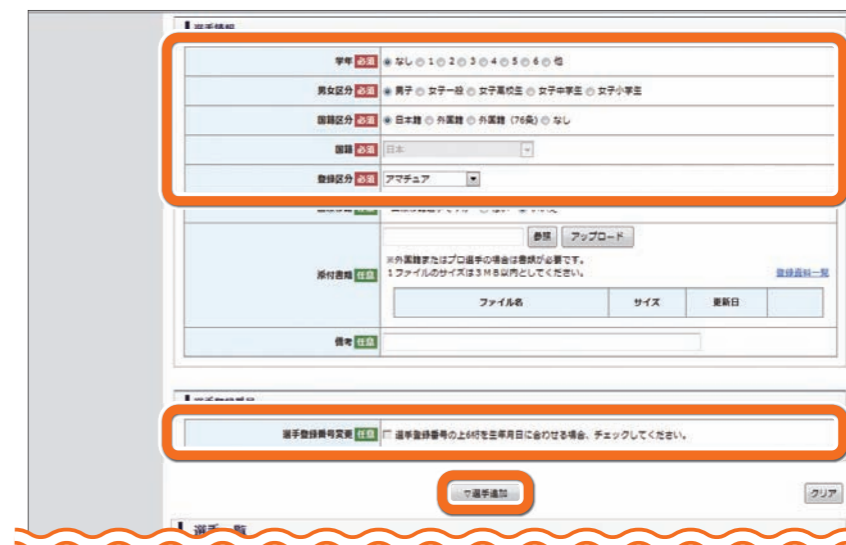 選手情報
学年 必須 なし 1 2 3 4 5 6 他
男女区分 必須 男子 女子一般 女子高校生 女子中学生 女子小学生
国籍区分 必須 日本籍 外国籍 外国籍 (76条) なし
国籍 必須 日本
登録区分 必須 アマチュア
参照 アップロード
※外国籍またはプロ選手の場合は書類が必要です。
添付書類 任意 1ファイルのサイズは3MB以内としてください。 登録資料一覧
ファイル名 サイズ 更新日
備考 任意
選手登録番号
選手登録番号変更 任意 選手登録番号の上6桁を生年月日に合わせる場合、チェックしてください。
▽選手追加 クリア
選手一覧